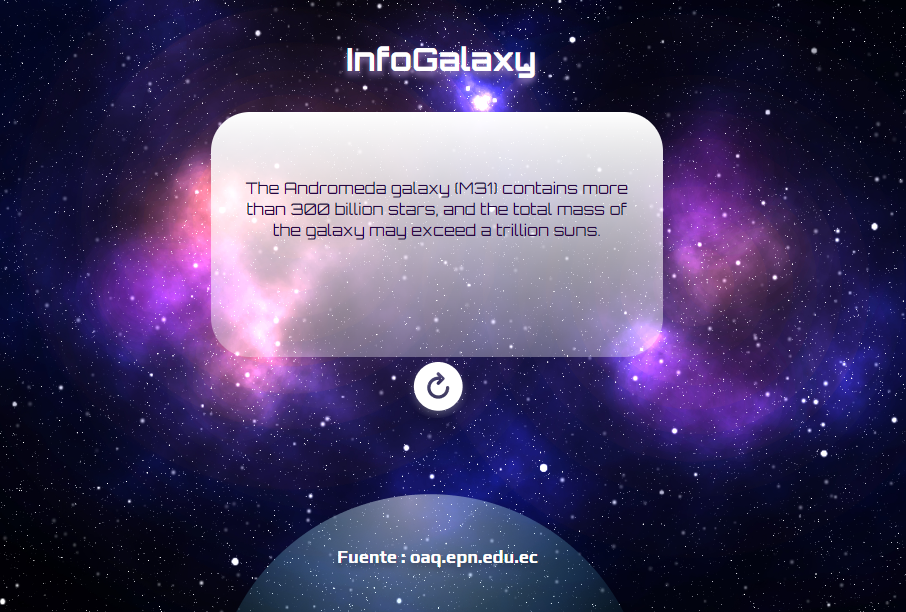 InfoGalaxy
The Andromeda galaxy (M31) contains more
than 300 billion stars, and the total mass of
the galaxy may exceed a trillion suns.
Fuente : oaq.epn.edu.ec